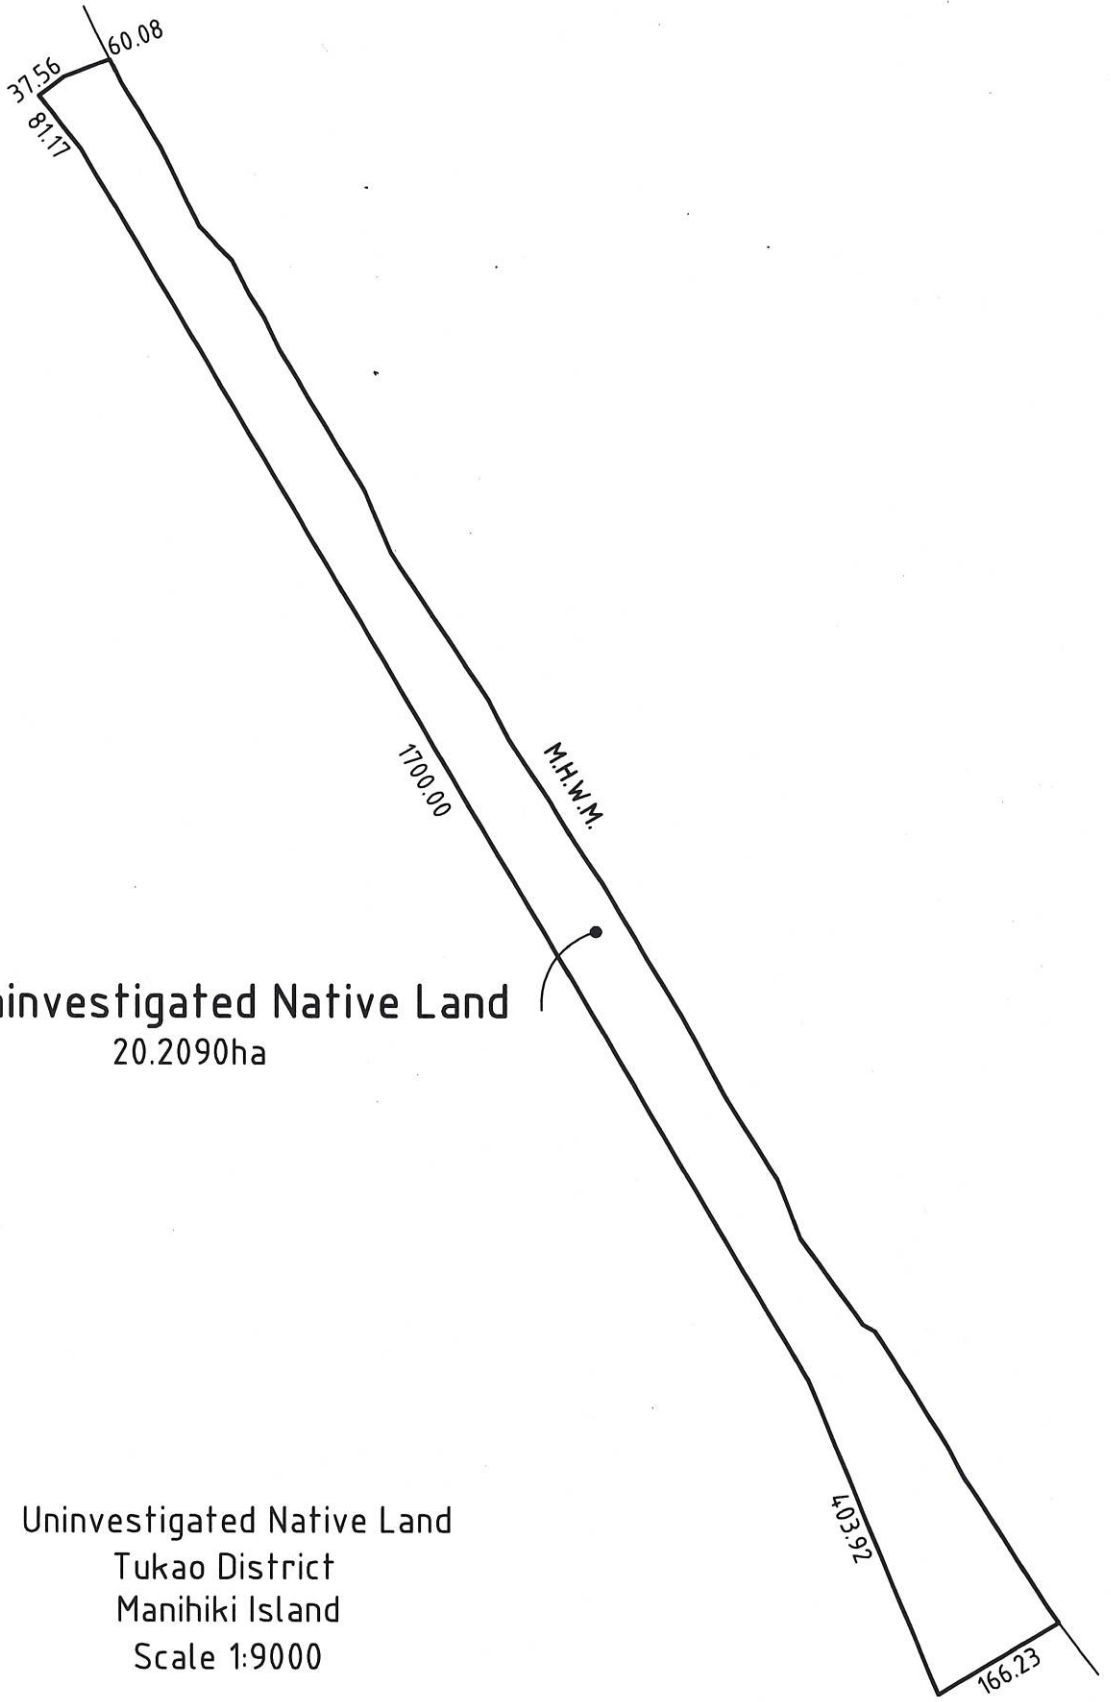 60.08
37.56
81.17
1700.00
M.H.W.M.
ninvestigated Native Land
20.2090ha
403.92
166.23
Uninvestigated Native Land
Tukao District
Manihiki Island
Scale 1:9000